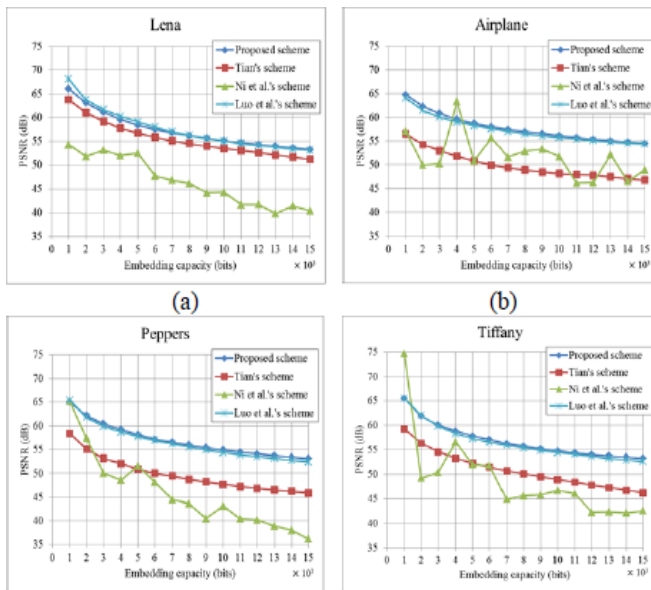 Lena
75
70
65
60
55
50
45
40
35
PSNR (dB)
Proposed scheme
Tian's scheme
Ni et al.'s scheme
Luo et al.'s scheme
0 1 2 3 4 5 6 7 8 9 10 11 12 13 14 15
Embedding capacity (bits)
× 10³
(a)
Airplane
75
70
65
60
55
50
45
40
35
PSNR (dB)
Proposed scheme
Tian's scheme
Ni et al.'s scheme
Luo et al.'s scheme
0 1 2 3 4 5 6 7 8 9 10 11 12 13 14 15
Embedding capacity (bits)
× 10³
(b)
Peppers
75
70
65
60
55
50
45
40
35
PSNR (dB)
Proposed scheme
Tian's scheme
Ni et al.'s scheme
Luo et al.'s scheme
0 1 2 3 4 5 6 7 8 9 10 11 12 13 14 15
Embedding capacity (bits)
× 10³
Tiffany
75
70
65
60
55
50
45
40
35
PSNR (dB)
Proposed scheme
Tian's scheme
Ni et al.'s scheme
Luo et al.'s scheme
0 1 2 3 4 5 6 7 8 9 10 11 12 13 14 15
Embedding capacity (bits)
× 10³